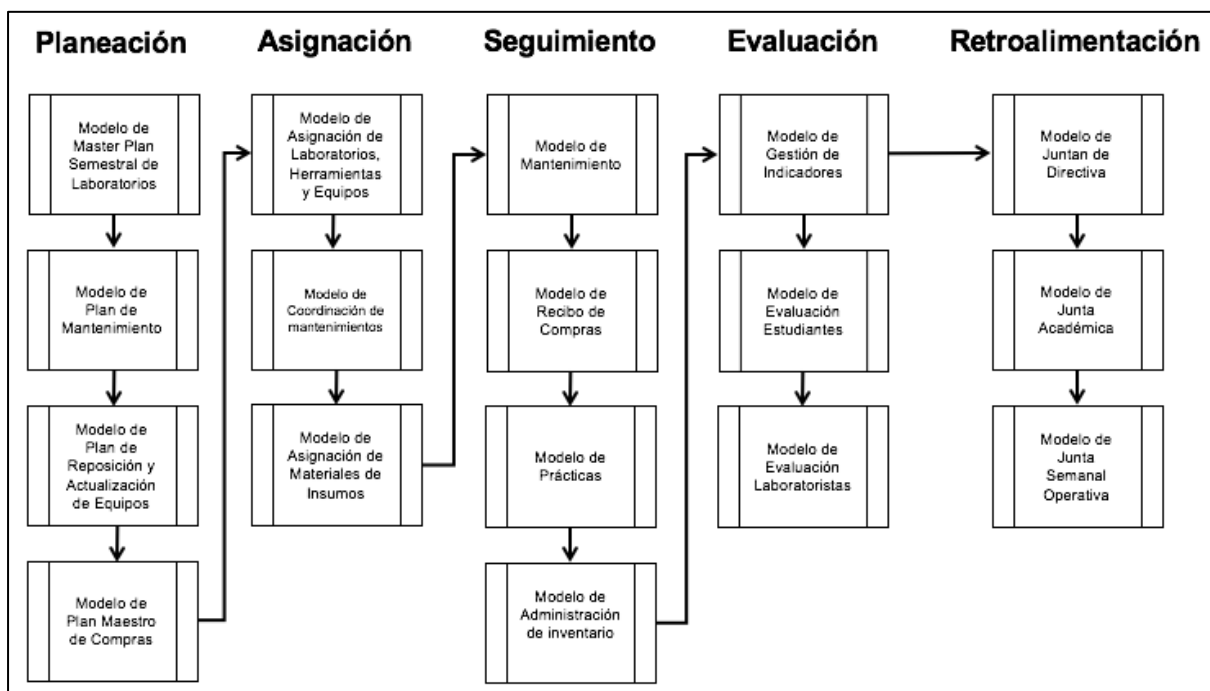 Planeación
Asignación
Seguimiento
Evaluación
Retroalimentación
Modelo de
Master Plan
Semestral de
Laboratorios
Modelo de
Plan de
Mantenimiento
Modelo de
Plan de
Reposición y
Actualización
de Equipos
Modelo de
Plan Maestro
de Compras
Modelo de
Asignación de
Laboratorios,
Herramientas
y Equipos
Modelo de
Coordinación de
mantenimientos
Modelo de
Asignación de
Materiales de
Insumos
Modelo de
Mantenimiento
Modelo de
Recibo de
Compras
Modelo de
Prácticas
Modelo de
Administración
de inventario
Modelo de
Gestión de
Indicadores
Modelo de
Evaluación
Estudiantes
Modelo de
Evaluación
Laboratoristas
Modelo de
Juntan de
Directiva
Modelo de
Junta
Académica
Modelo de
Junta
Semanal
Operativa